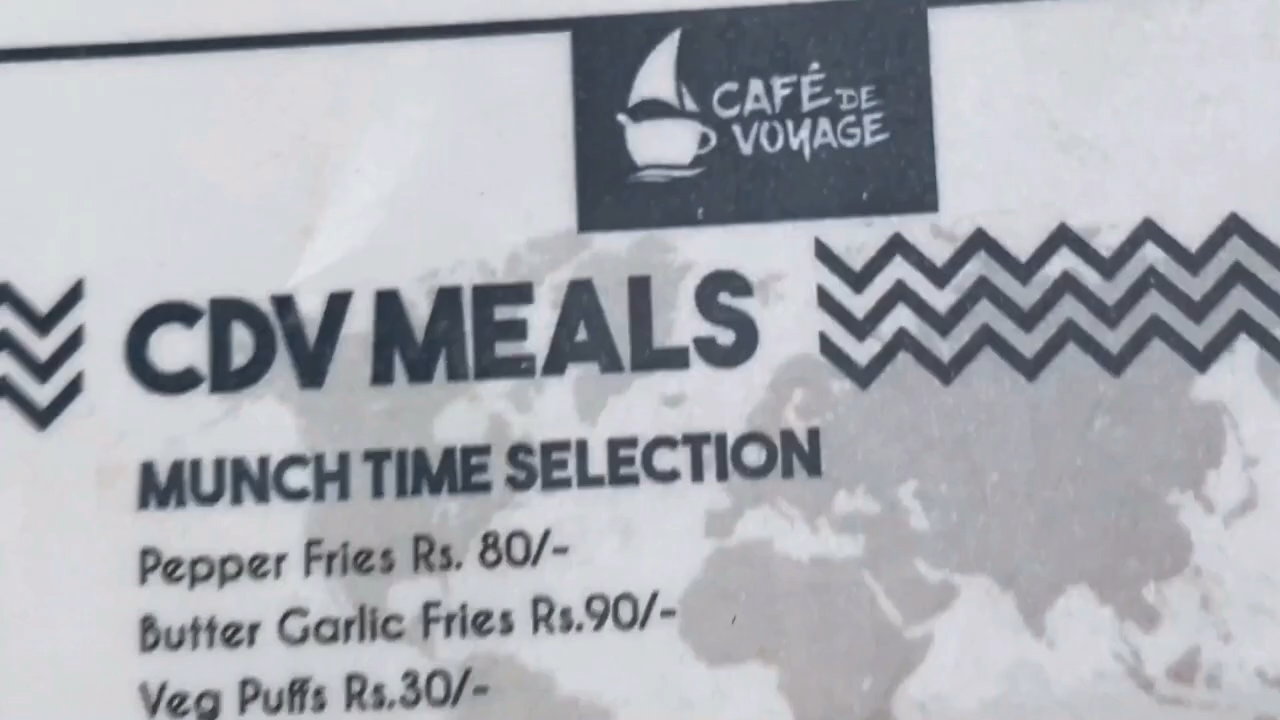 CAFÉ DE
VOYAGE
CDV MEALS
MUNCH TIME SELECTION
Pepper Fries Rs. 80/-
Butter Garlic Fries Rs.90/-
Veg Puffs Rs.30/-